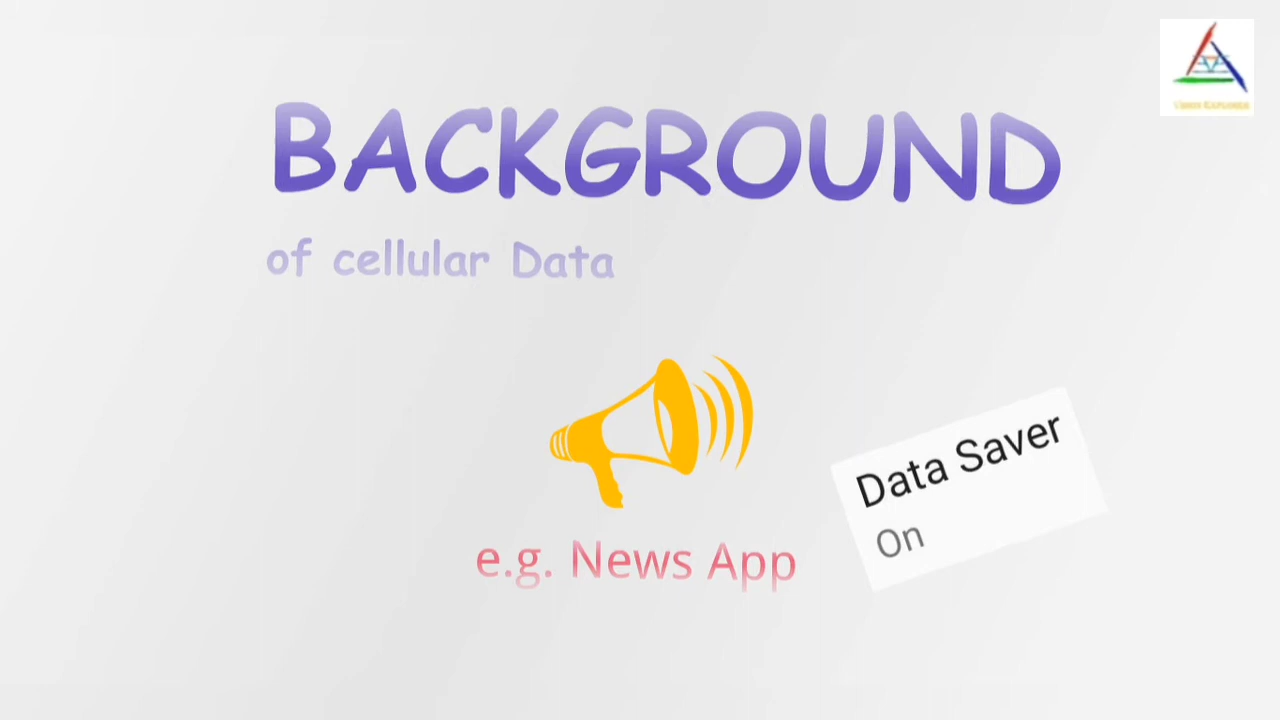 BACKGROUND
of cellular Data
Data Saver
On
e.g. News App